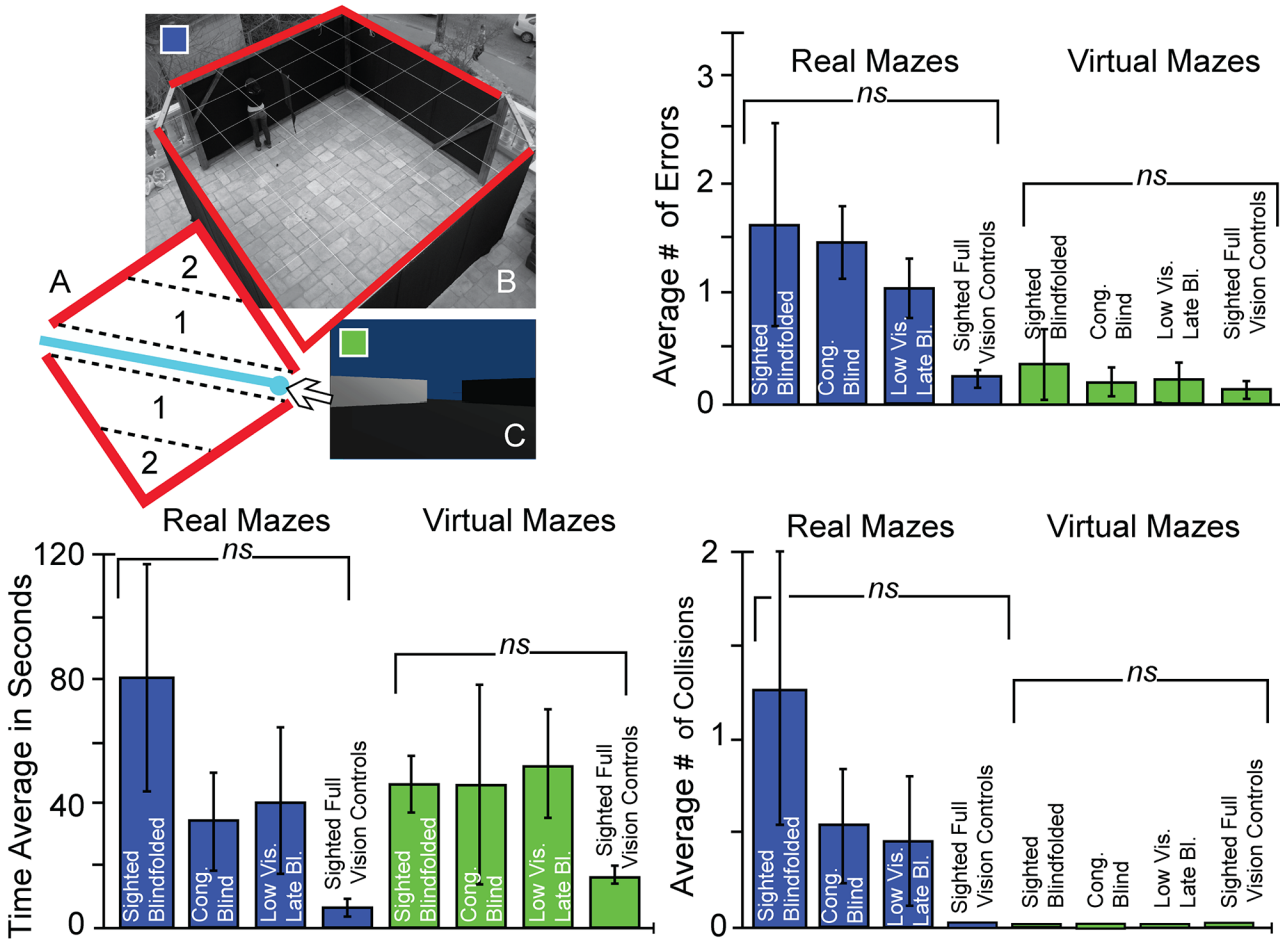 A
B
C
2
1
1
2
Real Mazes
Virtual Mazes
ns
ns
Average # of Errors
3
2
1
0
Sighted
Blindfolded
Cong.
Blind
Low Vis.
Late Bl.
Sighted Full
Vision Controls
Sighted
Blindfolded
Cong.
Blind
Low Vis.
Late Bl.
Sighted Full
Vision Controls
Real Mazes
Virtual Mazes
ns
ns
Time Average in Seconds
120
80
40
0
Sighted
Blindfolded
Cong.
Blind
Low Vis.
Late Bl.
Sighted Full
Vision Controls
Sighted
Blindfolded
Cong.
Blind
Low Vis.
Late Bl.
Sighted Full
Vision Controls
Real Mazes
Virtual Mazes
ns
ns
Average # of Collisions
2
1
0
Sighted
Blindfolded
Cong.
Blind
Low Vis.
Late Bl.
Sighted Full
Vision Controls
Sighted
Blindfolded
Cong.
Blind
Low Vis.
Late Bl.
Sighted Full
Vision Controls